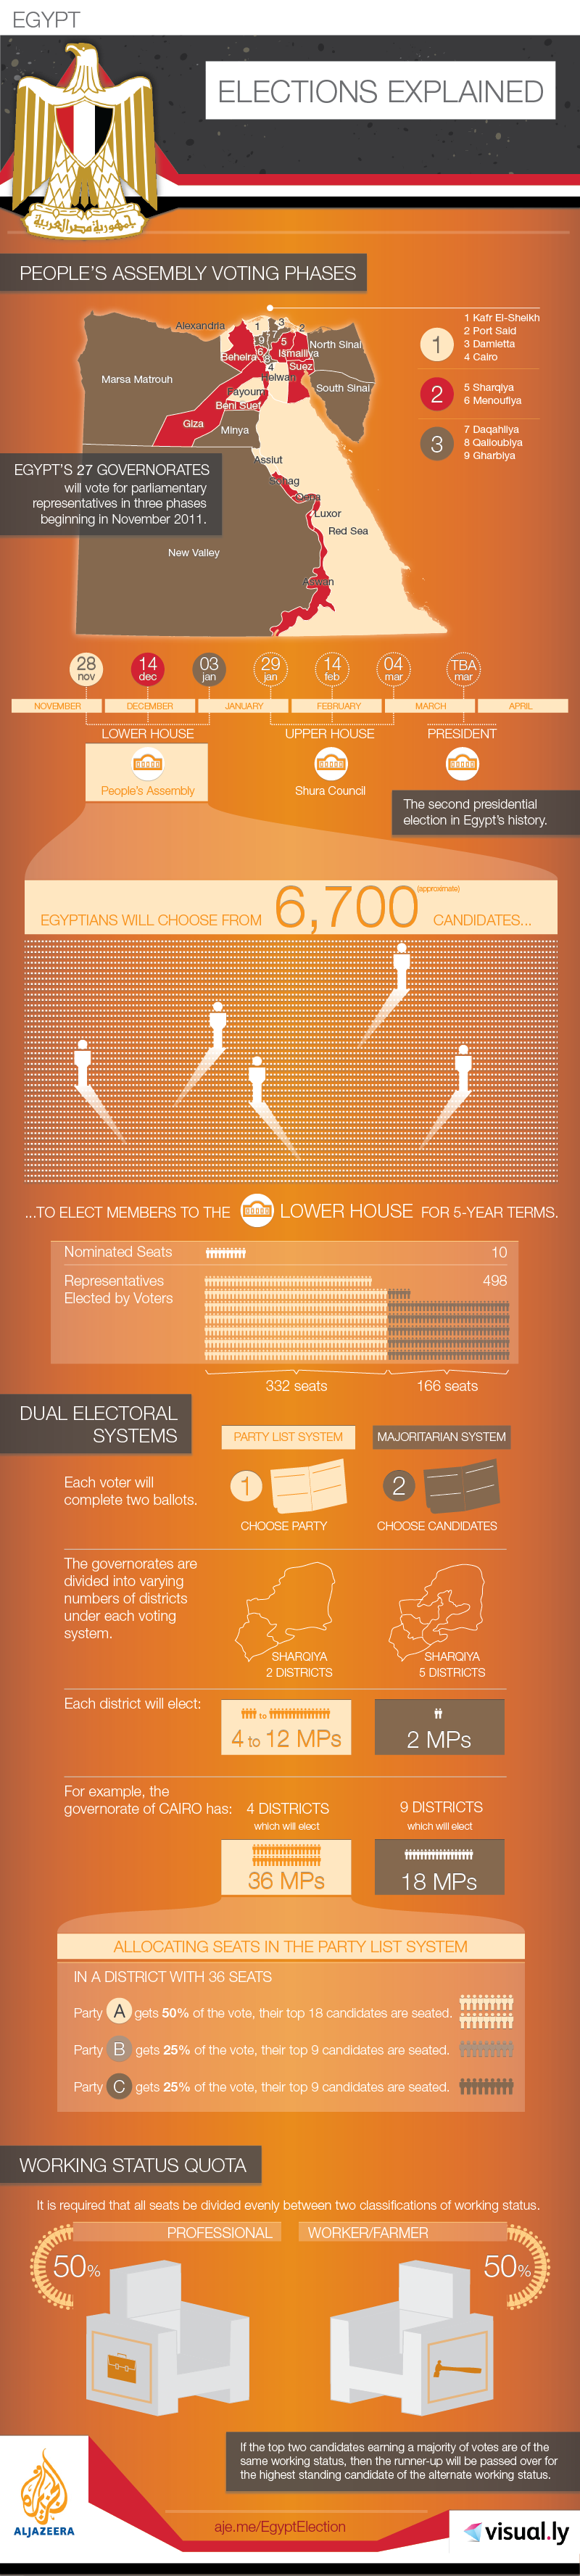 EGYPT
ELECTIONS EXPLAINED
جمهورية مصر العربية
PEOPLE'S ASSEMBLY VOTING PHASES
Alexandria
1
3
2
9
7
5
North Sinai
Beheira
6
8
Ismailiya
4
Suez
Helwan
Marsa Matrouh
Fayoum
South Sinai
Beni Suef
Giza
Minya
Assiut
Sohag
Qena
Luxor
Red Sea
New Valley
Aswan
1
1 Kafr El-Sheikh
2 Port Said
3 Damietta
4 Cairo
2
5 Sharqiya
6 Menoufiya
3
7 Daqahliya
8 Qalioubiya
9 Gharbiya
EGYPT'S 27 GOVERNORATES
will vote for parliamentary
representatives in three phases
beginning in November 2011.
28 nov
14 dec
03 jan
29 jan
14 feb
04 mar
TBA mar
NOVEMBER DECEMBER JANUARY FEBRUARY MARCH APRIL
LOWER HOUSE UPPER HOUSE PRESIDENT
People's Assembly Shura Council
The second presidential
election in Egypt's history.
EGYPTIANS WILL CHOOSE FROM 6,700 (approximate) CANDIDATES...
...TO ELECT MEMBERS TO THE LOWER HOUSE FOR 5-YEAR TERMS.
Nominated Seats 10
Representatives 498
Elected by Voters
332 seats 166 seats
DUAL ELECTORAL
SYSTEMS
PARTY LIST SYSTEM MAJORITARIAN SYSTEM
Each voter will
complete two ballots.
1 2
CHOOSE PARTY CHOOSE CANDIDATES
The governorates are
divided into varying
numbers of districts
under each voting
system.
SHARQIYA
2 DISTRICTS
SHARQIYA
5 DISTRICTS
Each district will elect:
to
4 to 12 MPs
2 MPs
For example, the
governorate of CAIRO has:
4 DISTRICTS
which will elect
36 MPs
9 DISTRICTS
which will elect
18 MPs
ALLOCATING SEATS IN THE PARTY LIST SYSTEM
IN A DISTRICT WITH 36 SEATS
Party A gets 50% of the vote, their top 18 candidates are seated.
Party B gets 25% of the vote, their top 9 candidates are seated.
Party C gets 25% of the vote, their top 9 candidates are seated.
WORKING STATUS QUOTA
It is required that all seats be divided evenly between two classifications of working status.
PROFESSIONAL WORKER/FARMER
50% 50%
If the top two candidates earning a majority of votes are of the
same working status, then the runner-up will be passed over for
the highest standing candidate of the alternate working status.
ALJAZEERA
aje.me/EgyptElection
visual.ly